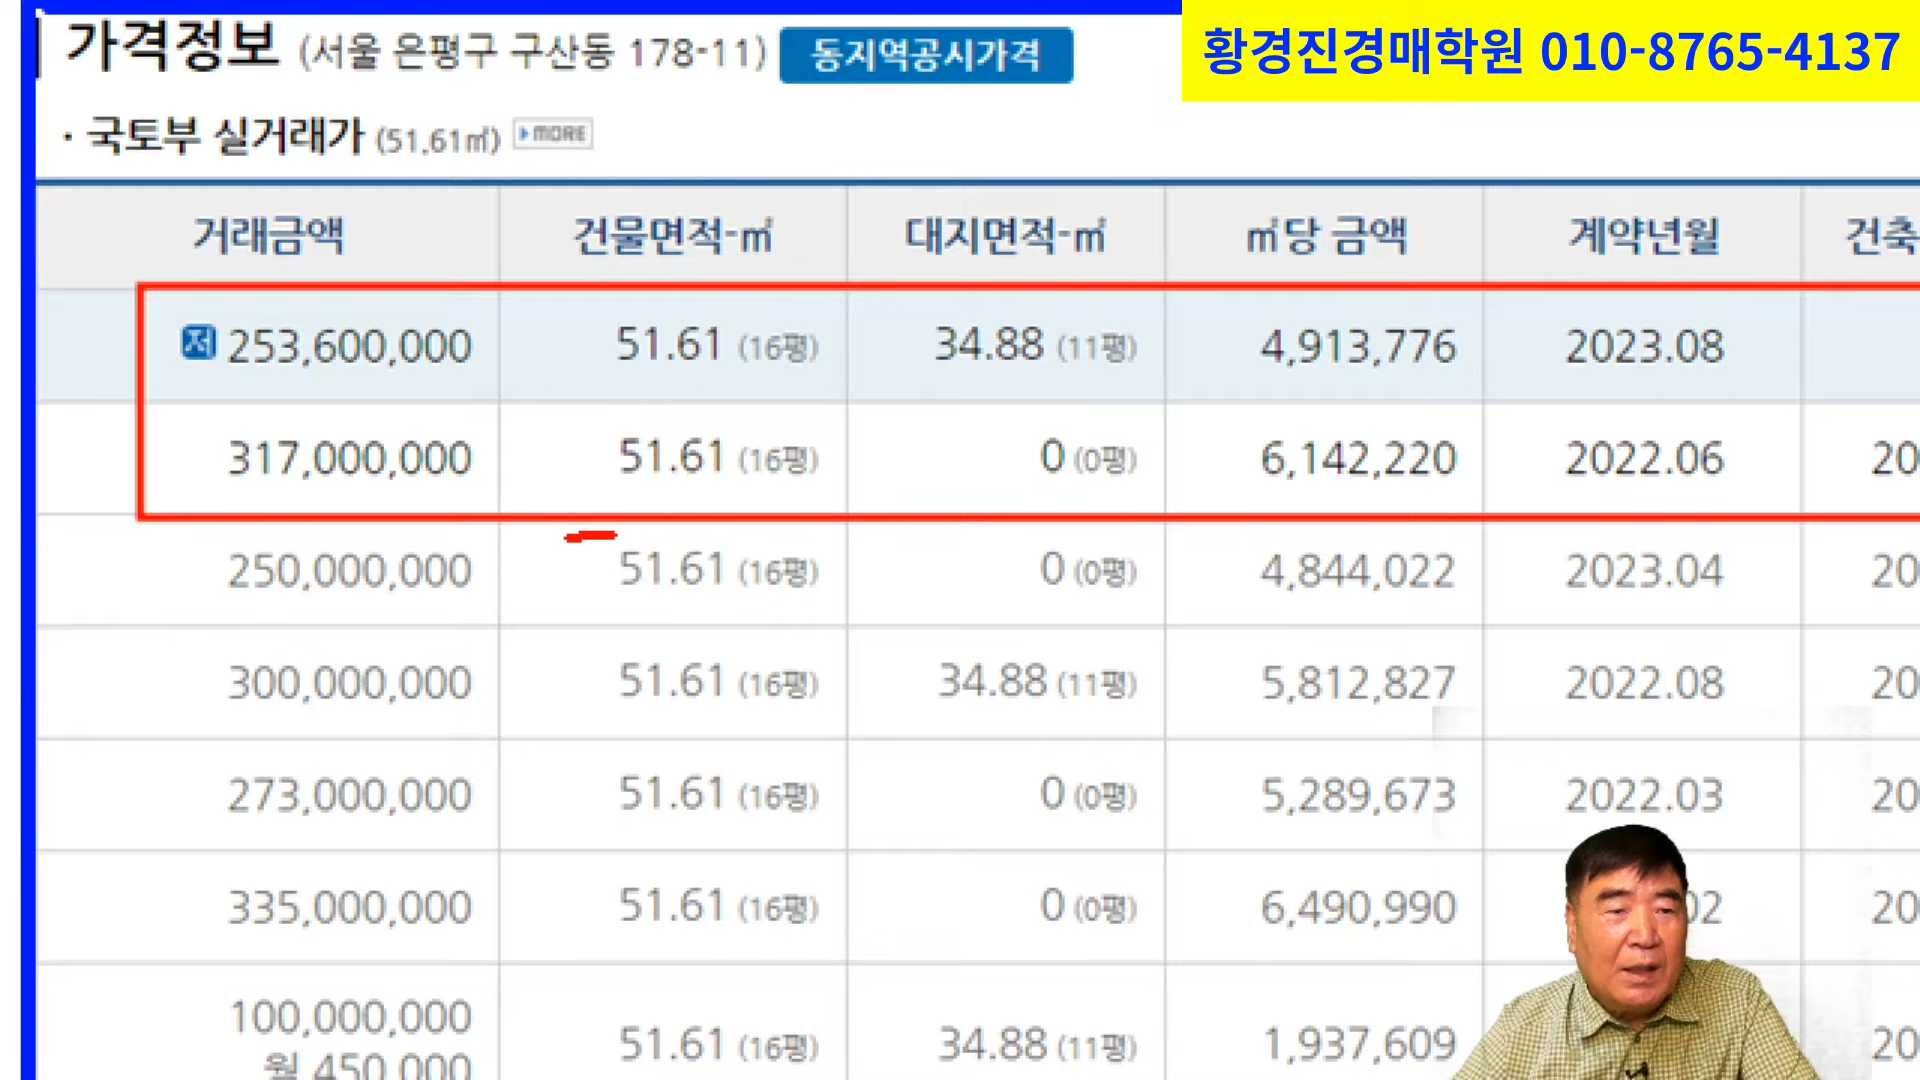 가격정보 (서울 은평구 구산동 178-11) 동지역공시가격
황경진경매학원 010-8765-4137
· 국토부 실거래가 (51.61㎡) MORE
거래금액 건물면적-㎡ 대지면적-㎡ ㎡당 금액 계약년월 건축
저 253,600,000 51.61 (16평) 34.88 (11평) 4,913,776 2023.08
317,000,000 51.61 (16평) 0 (0평) 6,142,220 2022.06 20
250,000,000 51.61 (16평) 0 (0평) 4,844,022 2023.04 20
300,000,000 51.61 (16평) 34.88 (11평) 5,812,827 2022.08 20
273,000,000 51.61 (16평) 0 (0평) 5,289,673 2022.03 20
335,000,000 51.61 (16평) 0 (0평) 6,490,990 02 20
100,000,000 51.61 (16평) 34.88 (11평) 1,937,609 20
월 450,000